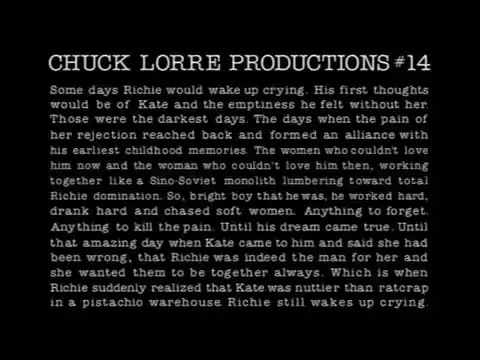 CHUCK LORRE PRODUCTIONS #14
Some days Richie would wake up crying. His first thoughts
would be of Kate and the emptiness he felt without her.
Those were the darkest days. The days when the pain of
her rejection reached back and formed an alliance with
his earliest childhood memories. The women who couldn't love
him now and the woman who couldn't love him then, working
together like a Sino-Soviet monolith lumbering toward total
Richie domination. So, bright boy that he was, he worked hard,
drank hard and chased soft women. Anything to forget.
Anything to kill the pain. Until his dream came true. Until
that amazing day when Kate came to him and said she had
been wrong, that Richie was indeed the man for her and
she wanted them to be together always. Which is when
Richie suddenly realized that Kate was nuttier than ratcrap
in a pistachio warehouse. Richie still wakes up crying.